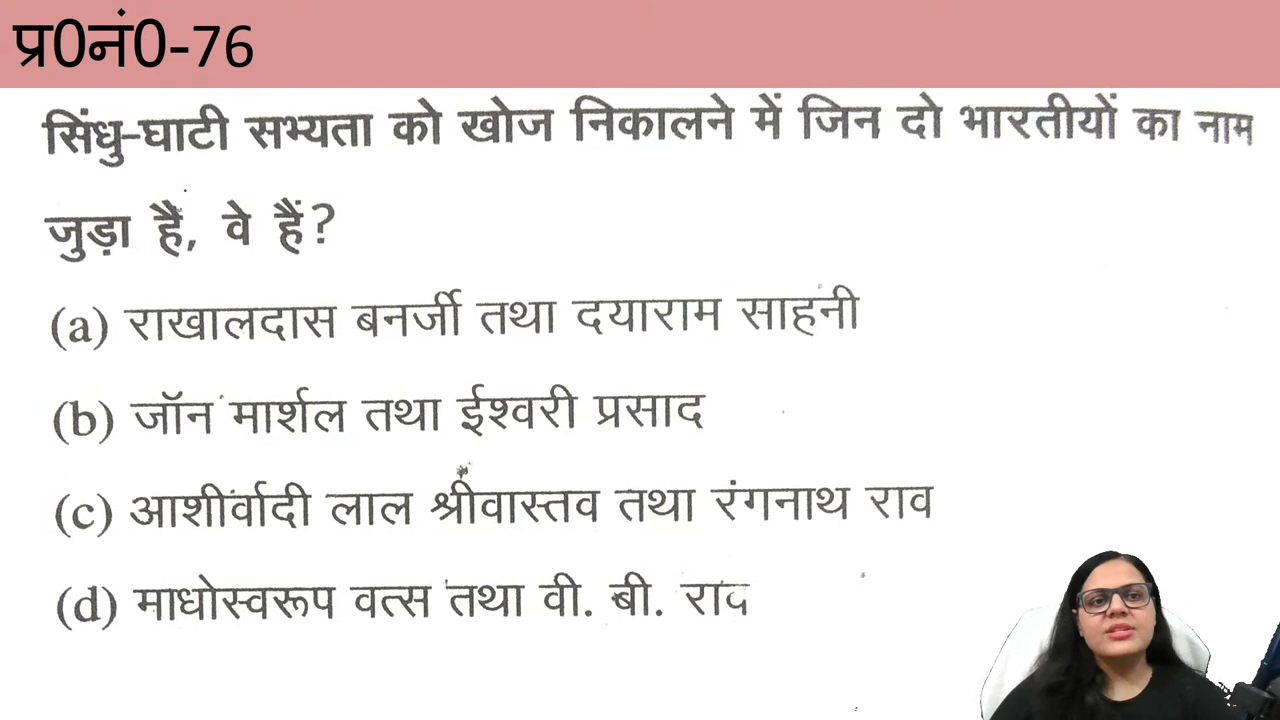 प्र0नं0-76
सिंधु-घाटी सभ्यता को खोज निकालने में जिन दो भारतीयों का नाम
जुड़ा है, वे हैं?
(a) राखालदास बनर्जी तथा दयाराम साहनी
(b) जॉन मार्शल तथा ईश्वरी प्रसाद
(c) आशीर्वादी लाल श्रीवास्तव तथा रंगनाथ राव
(d) माधोस्वरूप वत्स तथा वी. बी. राव